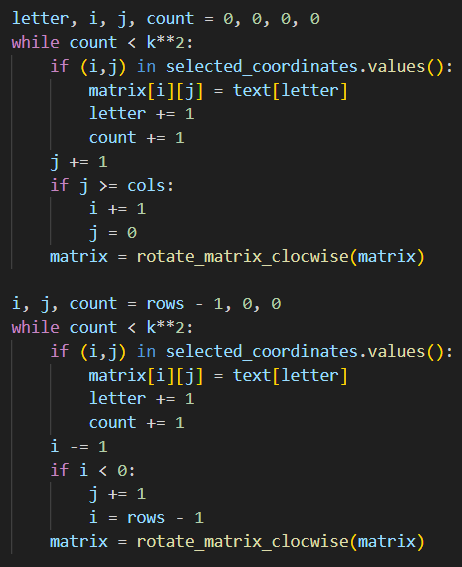 letter, i, j, count = 0, 0, 0, 0
while count < k**2:
    if (i,j) in selected_coordinates.values():
        matrix[i][j] = text[letter]
        letter += 1
        count += 1
    j += 1
    if j >= cols:
        i += 1
        j = 0
    matrix = rotate_matrix_clocwise(matrix)

i, j, count = rows - 1, 0, 0
while count < k**2:
    if (i,j) in selected_coordinates.values():
        matrix[i][j] = text[letter]
        letter += 1
        count += 1
    i -= 1
    if i < 0:
        j += 1
        i = rows - 1
    matrix = rotate_matrix_clocwise(matrix)